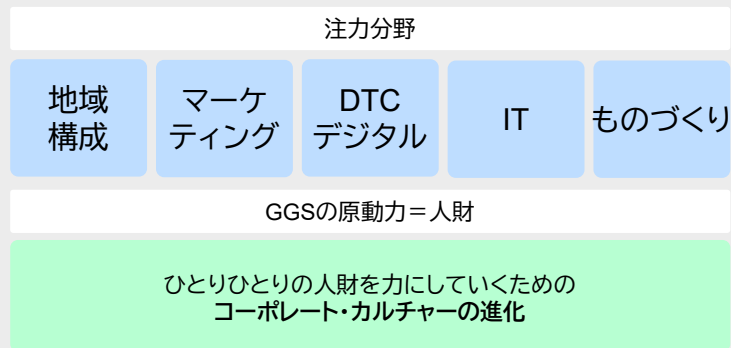 注力分野
地域
構成
マーケ
ティング
DTC
デジタル
IT
ものづくり
GGSの原動力＝人財
ひとりひとりの人財を力にしていくための
コーポレート・カルチャーの進化